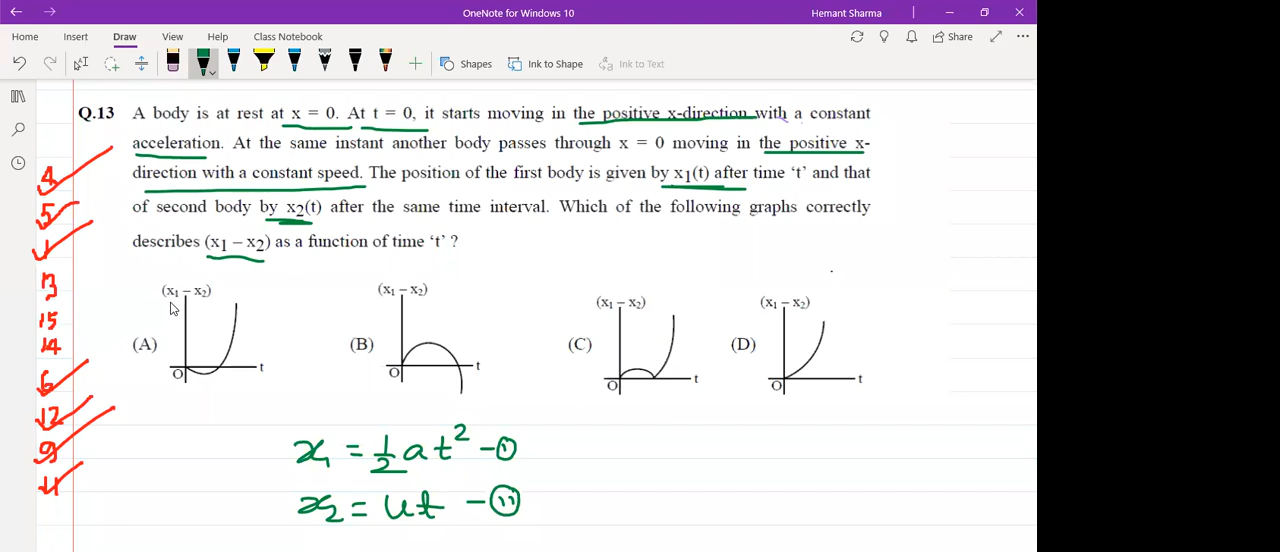 OneNote for Windows 10
Hemant Sharma
Home Insert Draw View Help Class Notebook
Share
Shapes Ink to Shape Ink to Text
Q.13 A body is at rest at x = 0. At t = 0, it starts moving in the positive x-direction with a constant
acceleration. At the same instant another body passes through x = 0 moving in the positive x-
direction with a constant speed. The position of the first body is given by x₁(t) after time ‘t’ and that
of second body by x₂(t) after the same time interval. Which of the following graphs correctly
describes (x₁ – x₂) as a function of time ‘t’ ?
(A) (x₁ – x₂) O t
(B) (x₁ – x₂) O t
(C) (x₁ – x₂) O t
(D) (x₁ – x₂) O t
5
1
13
15
14
6
12
9
x₁ = 1/2 at² – (i)
x₂ = ut – (ii)